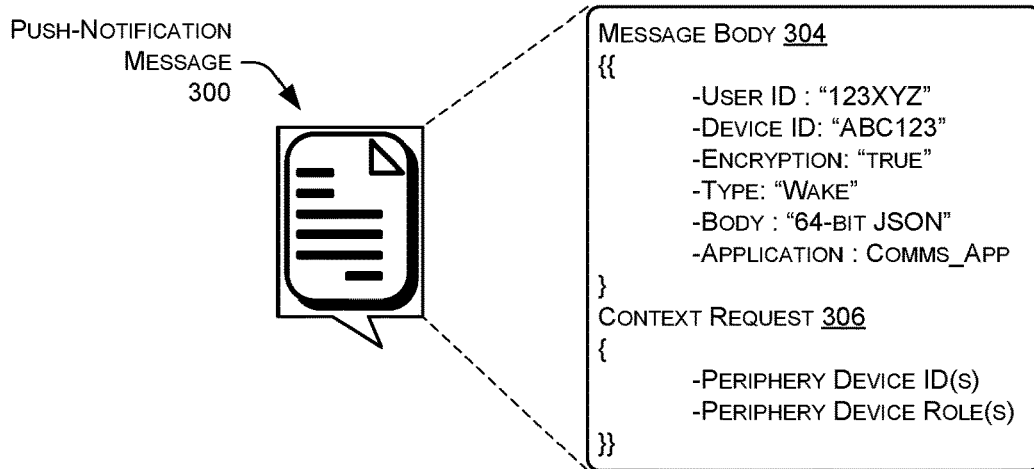 PUSH-NOTIFICATION
MESSAGE
300
MESSAGE BODY 304
{{
-USER ID : “123XYZ”
-DEVICE ID: “ABC123”
-ENCRYPTION: “TRUE”
-TYPE: “WAKE”
-BODY : “64-BIT JSON”
-APPLICATION : COMMS_APP
}
CONTEXT REQUEST 306
{
-PERIPHERY DEVICE ID(S)
-PERIPHERY DEVICE ROLE(S)
}}